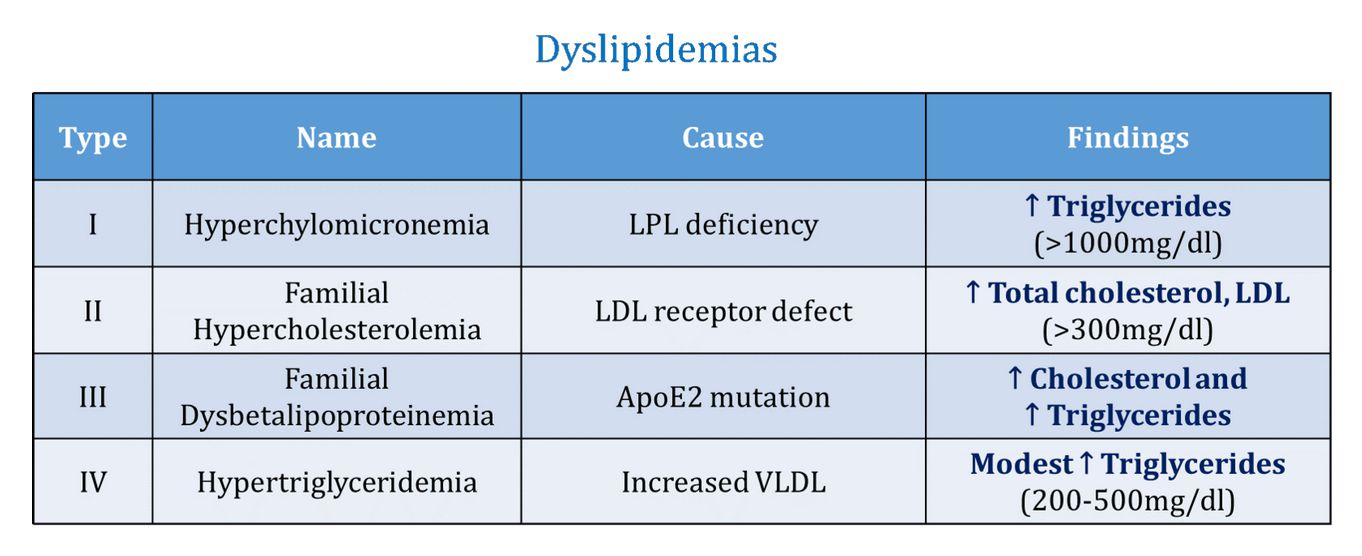 Dyslipidemias
Type Name Cause Findings
I Hyperchylomicronemia LPL deficiency ↑ Triglycerides
(>1000mg/dl)
II Familial
Hypercholesterolemia LDL receptor defect ↑ Total cholesterol, LDL
(>300mg/dl)
III Familial
Dysbetalipoproteinemia ApoE2 mutation ↑ Cholesterol and
↑ Triglycerides
IV Hypertriglyceridemia Increased VLDL Modest ↑ Triglycerides
(200-500mg/dl)